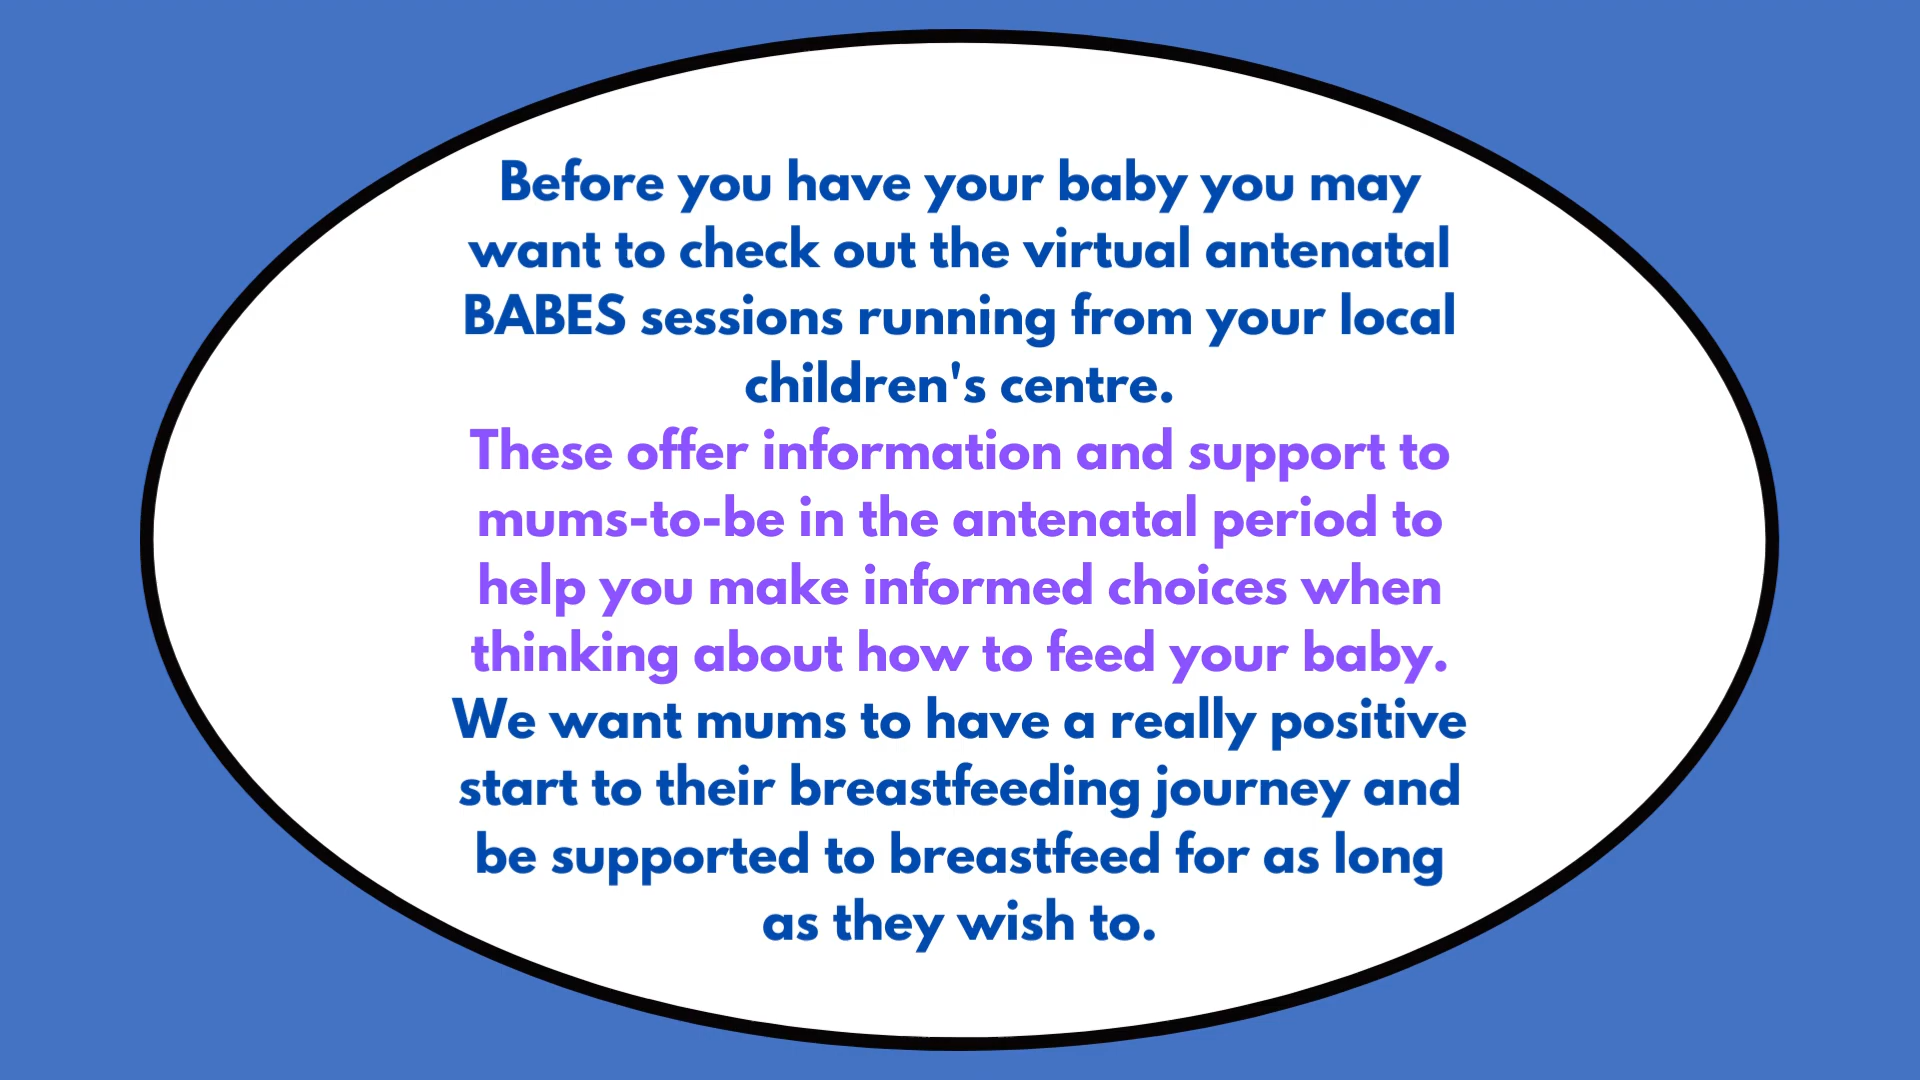 Before you have your baby you may
want to check out the virtual antenatal
BABES sessions running from your local
children's centre.
These offer information and support to
mums-to-be in the antenatal period to
help you make informed choices when
thinking about how to feed your baby.
We want mums to have a really positive
start to their breastfeeding journey and
be supported to breastfeed for as long
as they wish to.